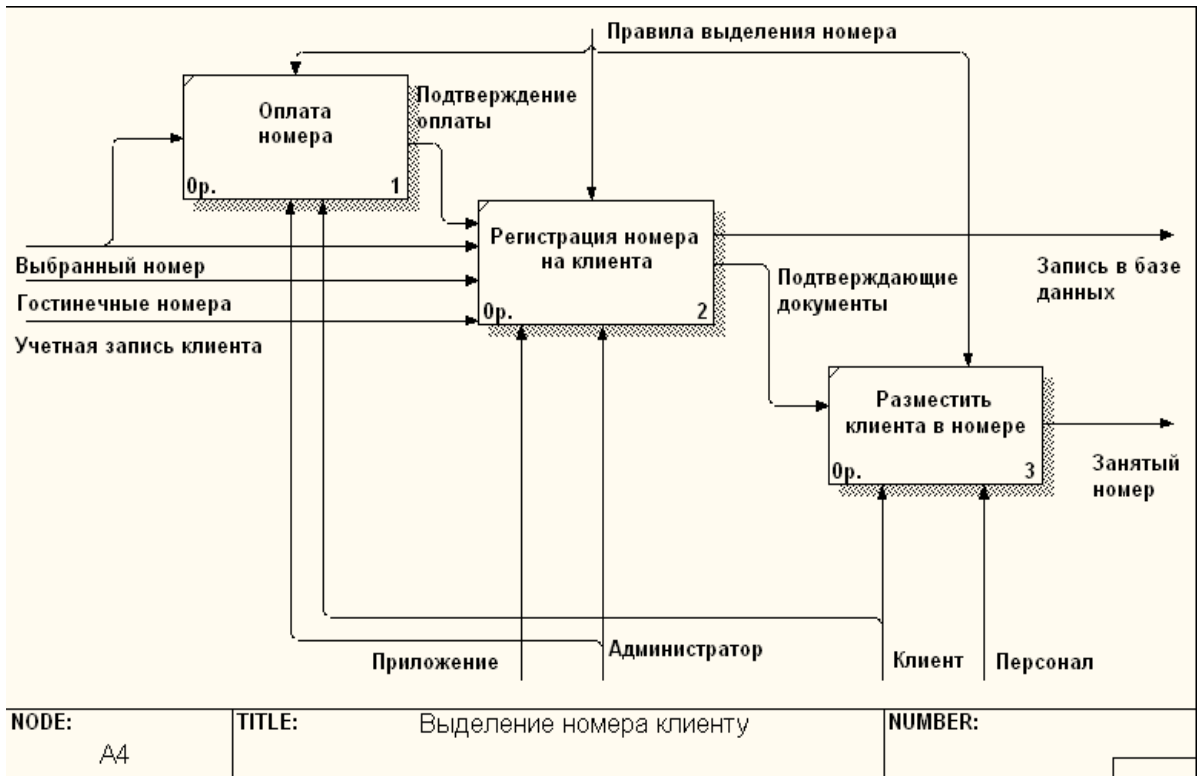 Правила выделения номера
Оплата
номера
0р. 1
Подтверждение
оплаты
Выбранный номер
Гостинечные номера
Учетная запись клиента
Регистрация номера
на клиента
0р. 2
Подтверждающие
документы
Запись в базе
данных
Разместить
клиента в номере
0р. 3
Занятый
номер
Приложение
Администратор
Клиент
Персонал
NODE:
A4
TITLE:
Выделение номера клиенту
NUMBER: